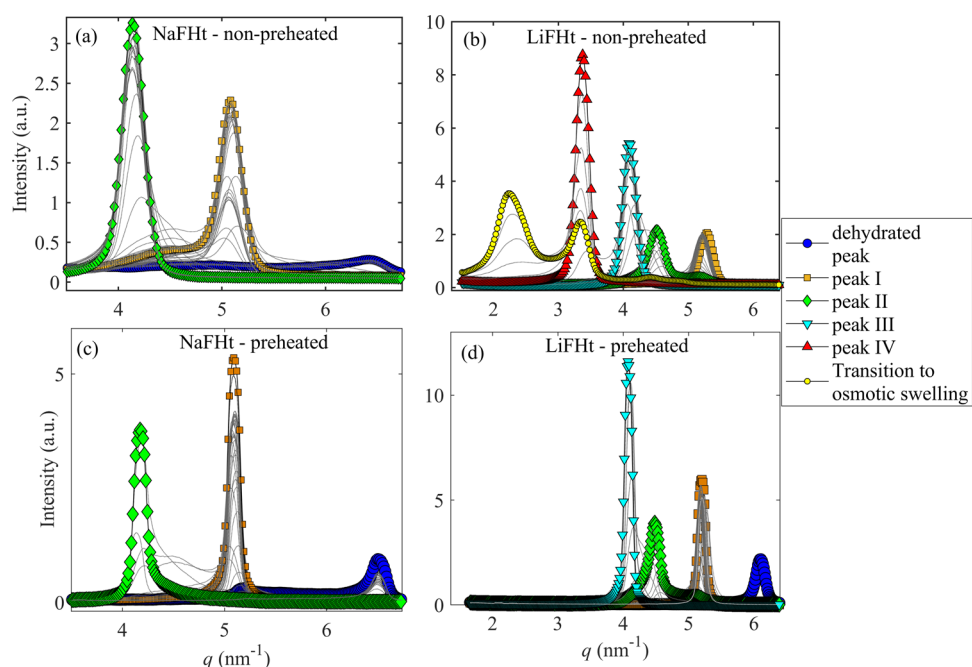 (a)
NaFHt - non-preheated
3
2.5
2
1.5
1
0.5
0
4
5
6
Intensity (a.u.)
(b)
LiFHt - non-preheated
10
8
6
4
2
0
2
3
4
5
6
(c)
NaFHt - preheated
5
0
4
5
6
Intensity (a.u.)
q (nm-1)
(d)
LiFHt - preheated
10
5
0
2
3
4
5
6
q (nm-1)
dehydrated
peak
peak I
peak II
peak III
peak IV
Transition to
osmotic swelling